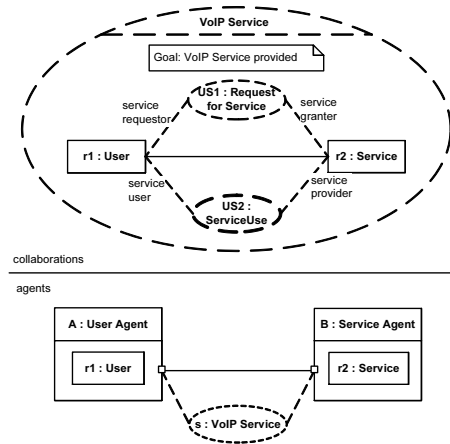 VoIP Service
Goal: VoIP Service provided
US1 : Request
for Service
service
requestor
service
granter
r1 : User
r2 : Service
service
user
service
provider
US2 :
ServiceUse
collaborations
agents
A : User Agent
B : Service Agent
r1 : User
r2 : Service
s : VoIP Service